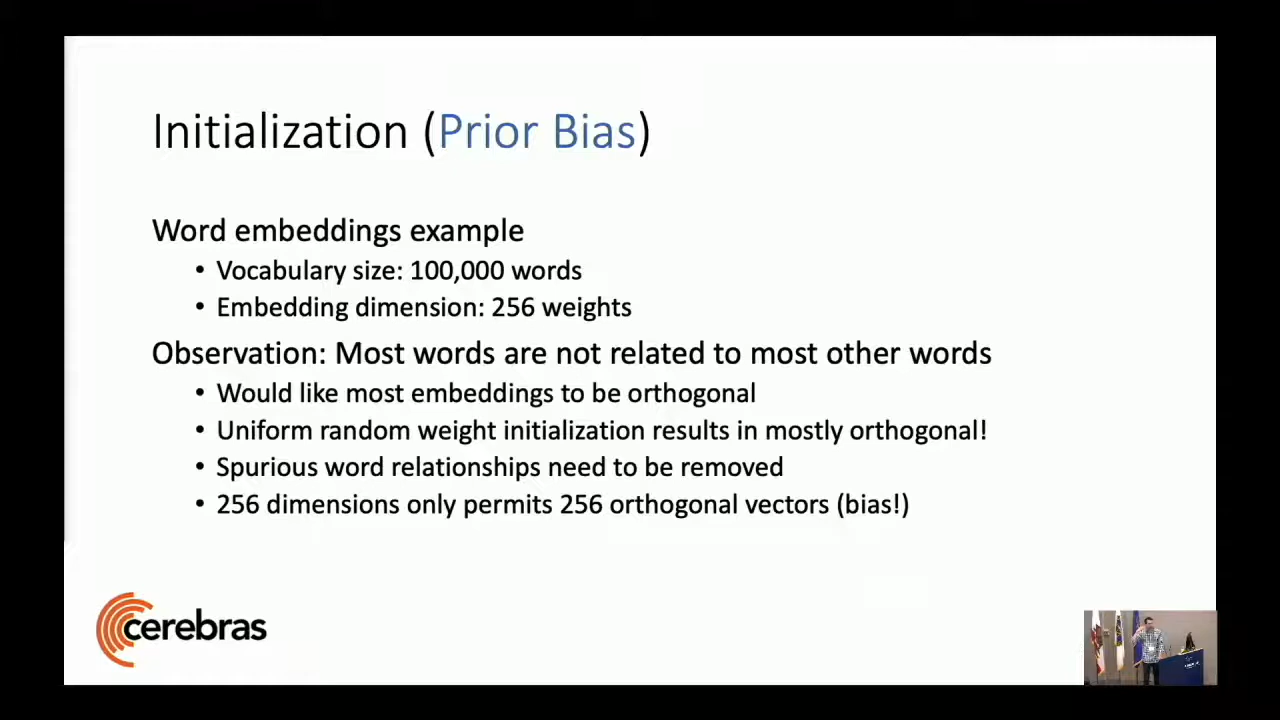 Initialization (Prior Bias)
Word embeddings example
• Vocabulary size: 100,000 words
• Embedding dimension: 256 weights
Observation: Most words are not related to most other words
• Would like most embeddings to be orthogonal
• Uniform random weight initialization results in mostly orthogonal!
• Spurious word relationships need to be removed
• 256 dimensions only permits 256 orthogonal vectors (bias!)
cerebras